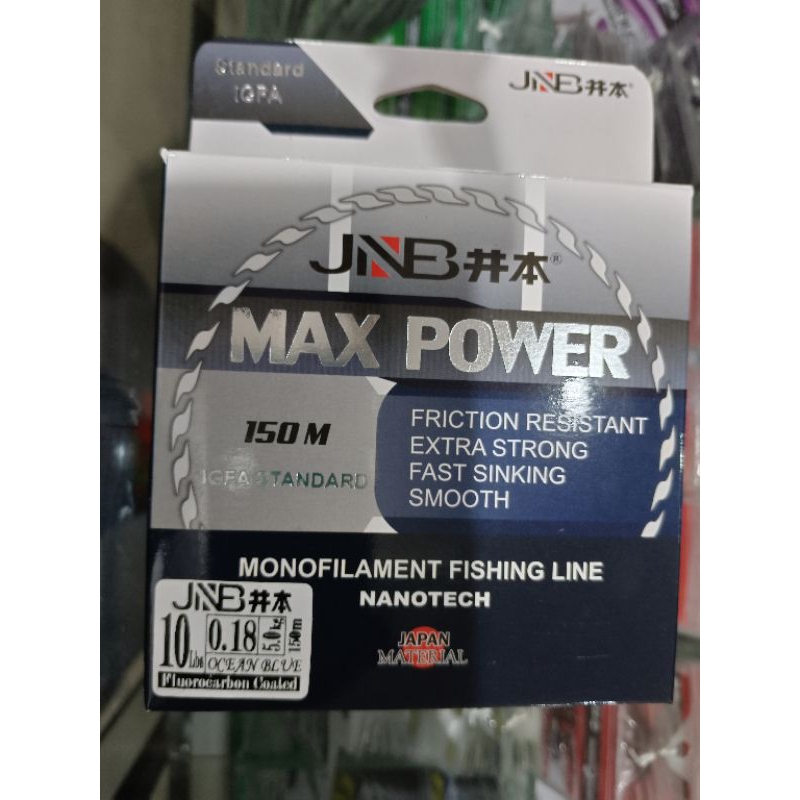 Standard
IGFA
JNB井本
JNB井本®
MAX POWER
150 M
IGFA STANDARD
FRICTION RESISTANT
EXTRA STRONG
FAST SINKING
SMOOTH
MONOFILAMENT FISHING LINE
NANOTECH
JAPAN
MATERIAL
JNB井本
10 Lbs 0.18 5.0kg 150m
OCEAN BLUE
Fluorocarbon Coated